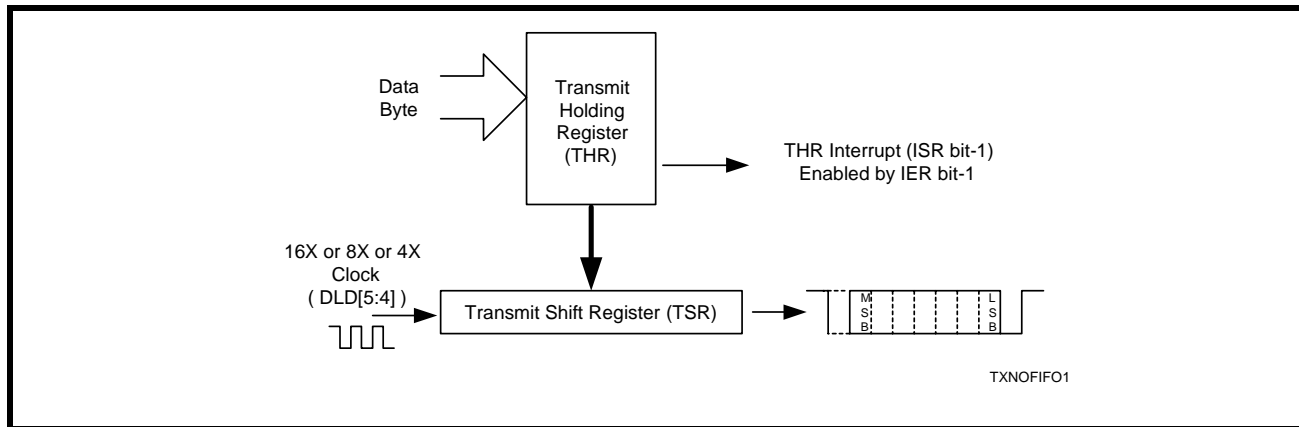 Data
Byte
Transmit
Holding
Register
(THR)
THR Interrupt (ISR bit-1)
Enabled by IER bit-1
16X or 8X or 4X
Clock
( DLD[5:4] )
Transmit Shift Register (TSR)
M
S
B
L
S
B
TXNOFIFO1